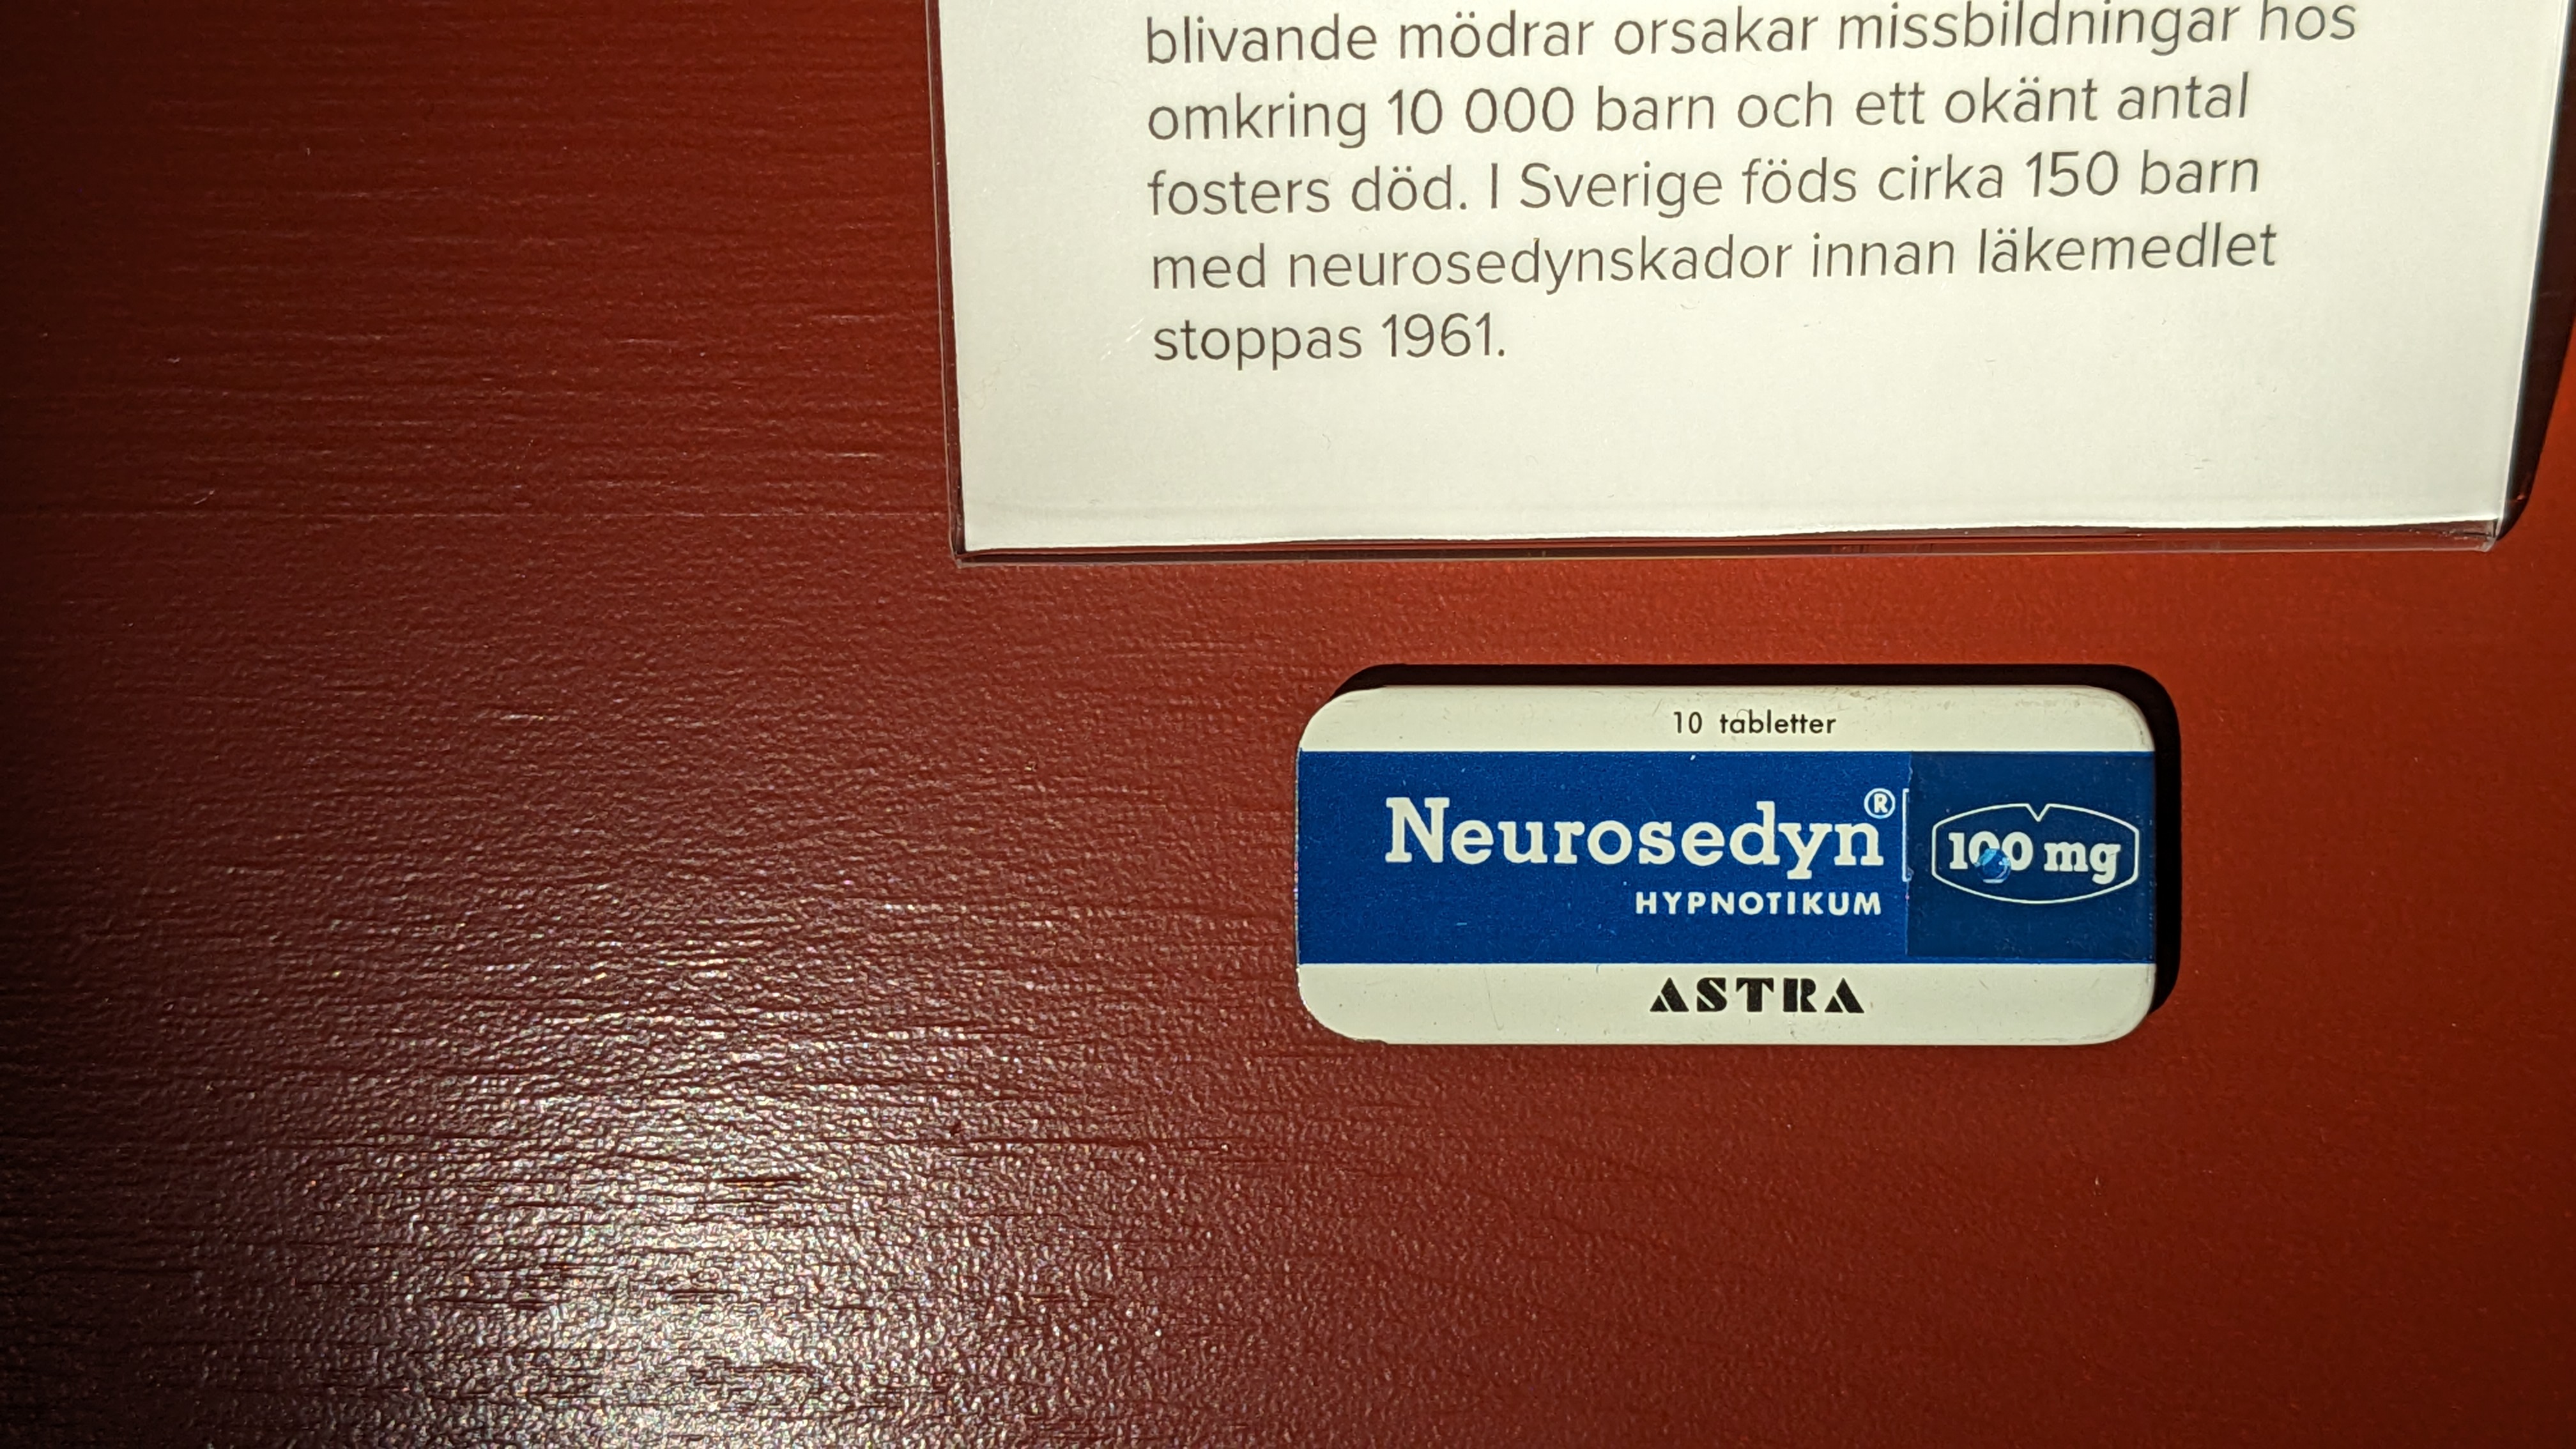 blivande mödrar orsakar missbildningar hos
omkring 10 000 barn och ett okänt antal
fosters död. I Sverige föds cirka 150 barn
med neurosedynskador innan läkemedlet
stoppas 1961.
10 tabletter
Neurosedyn® 100 mg
HYPNOTIKUM
ASTRA